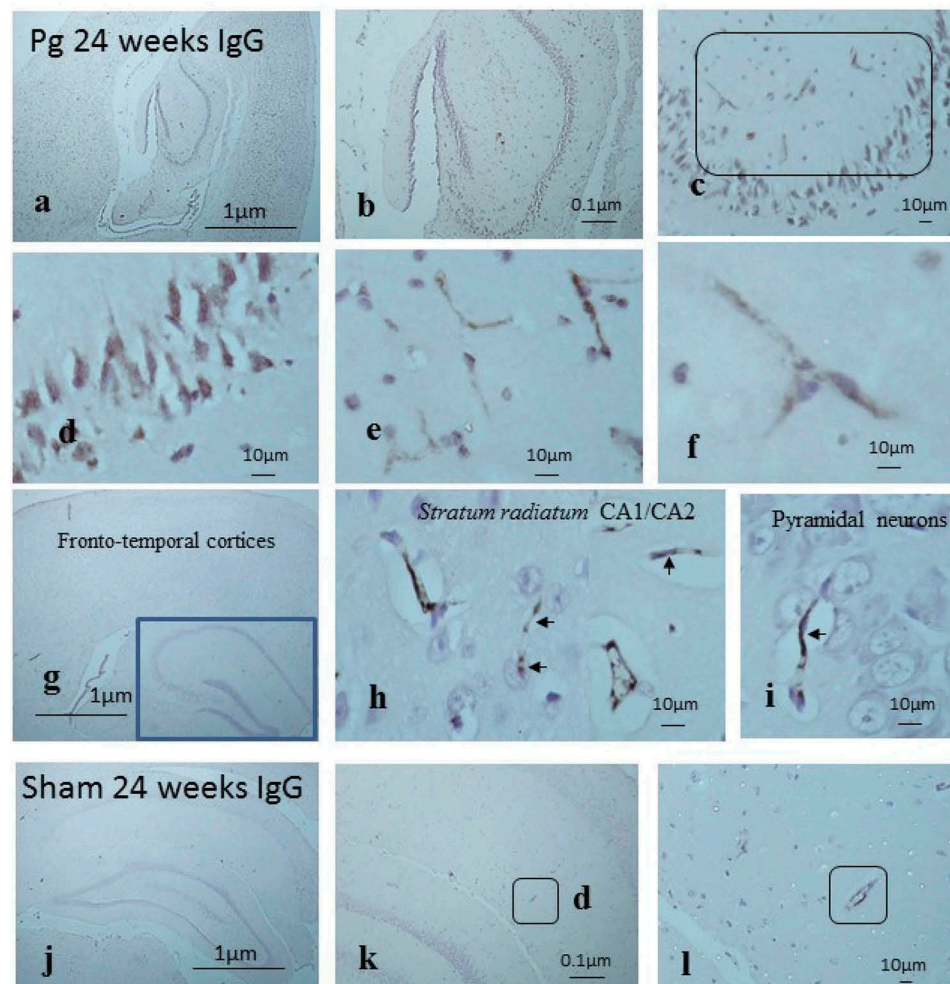 Pg 24 weeks IgG
a
1μm
b
0.1μm
c
10μm
d
10μm
e
10μm
f
10μm
Fronto-temporal cortices
g
1μm
Stratum radiatum CA1/CA2
h
10μm
Pyramidal neurons
i
10μm
Sham 24 weeks IgG
j
1μm
d
k
0.1μm
l
10μm